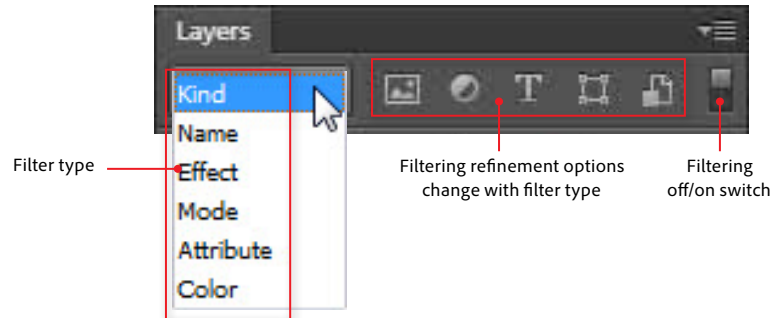 Layers
Kind
Name
Effect
Mode
Attribute
Color
T
Filter type
Filtering refinement options
change with filter type
Filtering
off/on switch